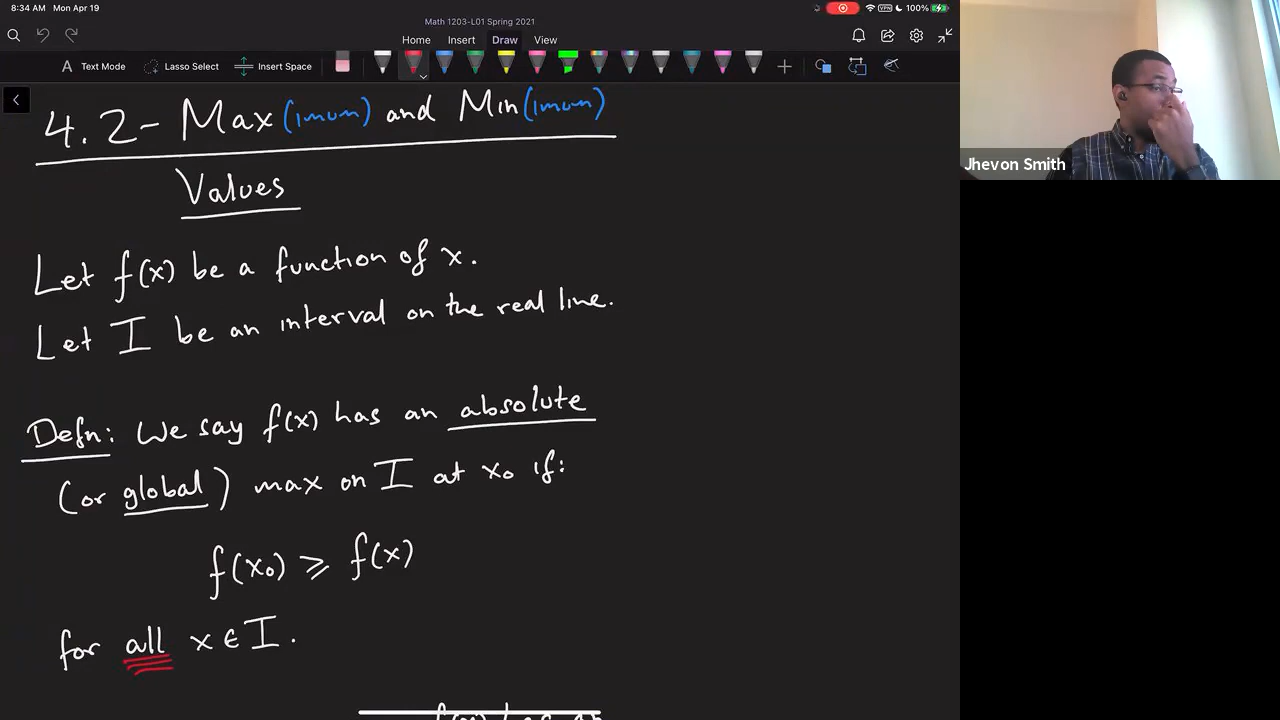 8:34 AM Mon Apr 19
100%
Math 1203-L01 Spring 2021
Home Insert Draw View
Text Mode Lasso Select Insert Space
4.2- Max(imum) and Min(imum)
Values
Let f(x) be a function of x.
Let I be an interval on the real line.
Defn: We say f(x) has an absolute
(or global) max on I at x₀ if:
f(x₀) ⩾ f(x)
for all x ∈ I.
f(x) has an
Jhevon Smith